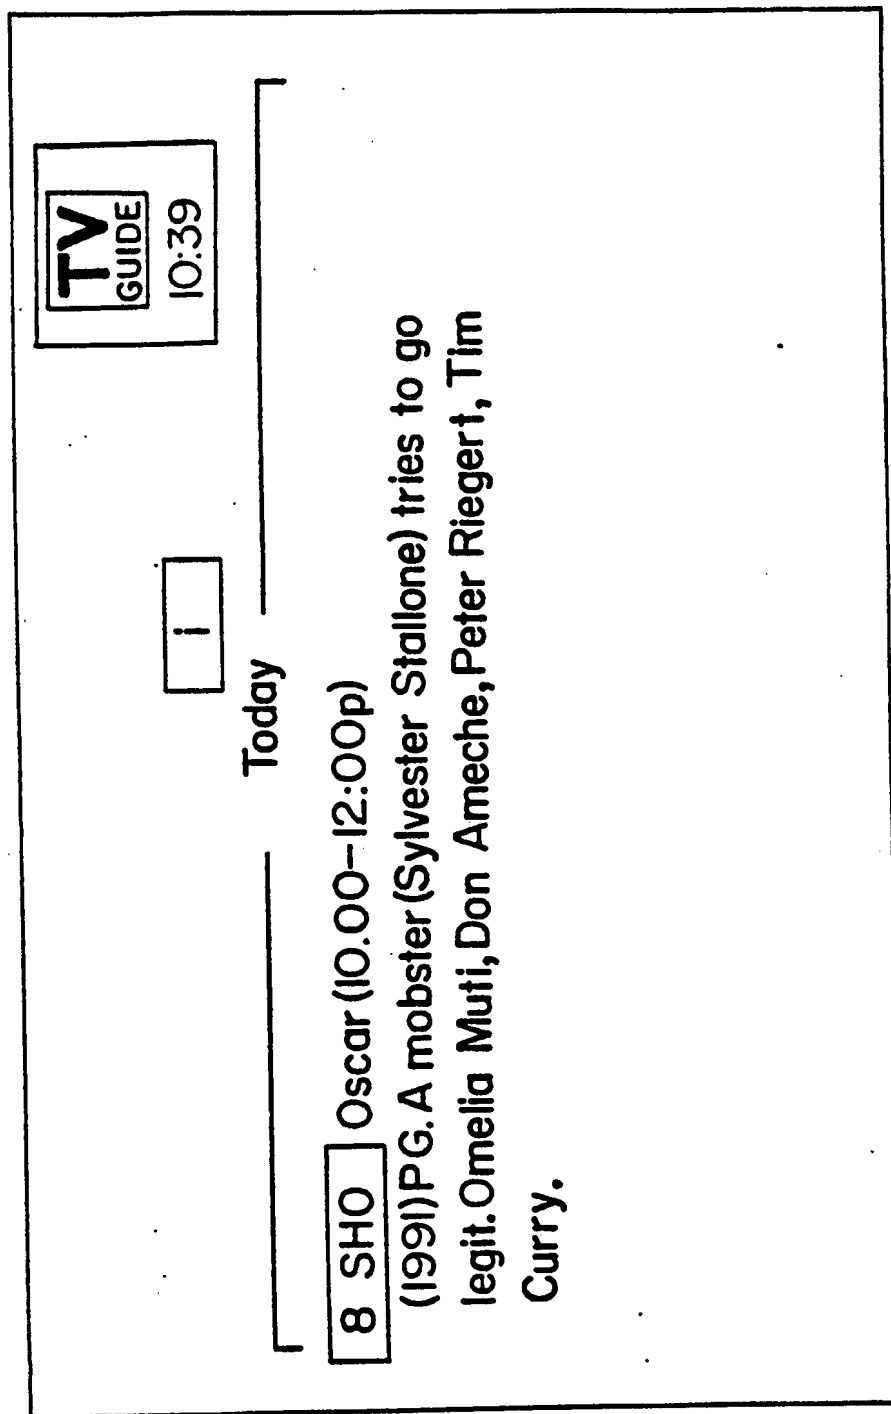 TV
GUIDE
10:39
i
Today
8 SHO Oscar (10.00-12:00p)
(1991) PG. A mobster (Sylvester Stallone) tries to go
legit. Omelia Muti, Don Ameche, Peter Riegert, Tim
Curry.